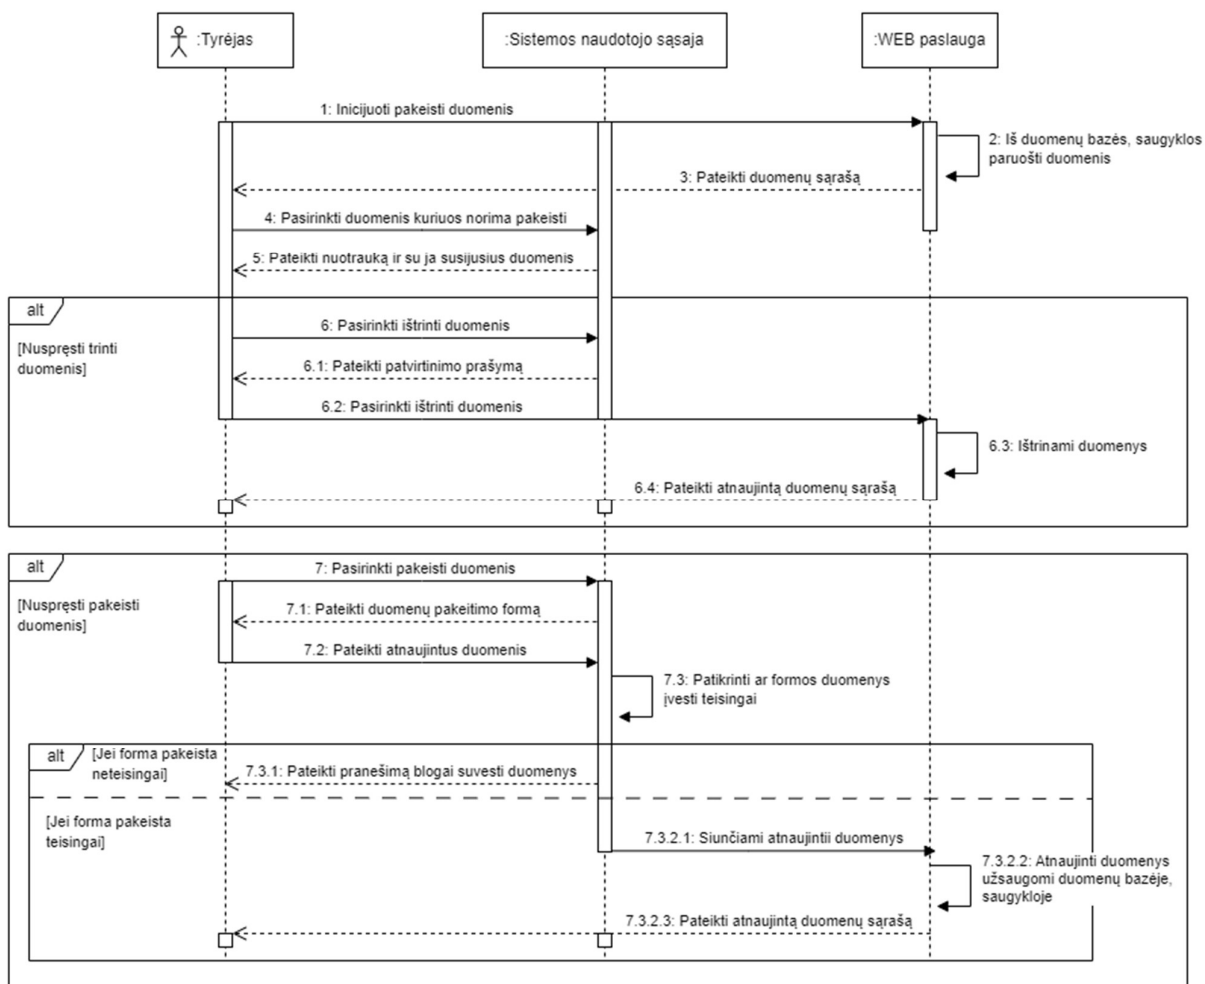 :Tyrėjas
:Sistemos naudotojo sąsaja
:WEB paslauga
1: Inicijuoti pakeisti duomenis
2: Iš duomenų bazės, saugyklos
paruošti duomenis
3: Pateikti duomenų sąrašą
4: Pasirinkti duomenis kuriuos norima pakeisti
5: Pateikti nuotrauką ir su ja susijusius duomenis
alt
[Nuspręsti trinti
duomenis]
6: Pasirinkti ištrinti duomenis
6.1: Pateikti patvirtinimo prašymą
6.2: Pasirinkti ištrinti duomenis
6.3: Ištrinami duomenys
6.4: Pateikti atnaujintą duomenų sąrašą
alt
[Nuspręsti pakeisti
duomenis]
7: Pasirinkti pakeisti duomenis
7.1: Pateikti duomenų pakeitimo formą
7.2: Pateikti atnaujintus duomenis
7.3: Patikrinti ar formos duomenys
įvesti teisingai
alt
[Jei forma pakeista
neteisingai]
7.3.1: Pateikti pranešimą blogai suvesti duomenys
[Jei forma pakeista
teisingai]
7.3.2.1: Siunčiami atnaujintii duomenys
7.3.2.2: Atnaujinti duomenys
užsaugomi duomenų bazėje,
saugykloje
7.3.2.3: Pateikti atnaujintą duomenų sąrašą